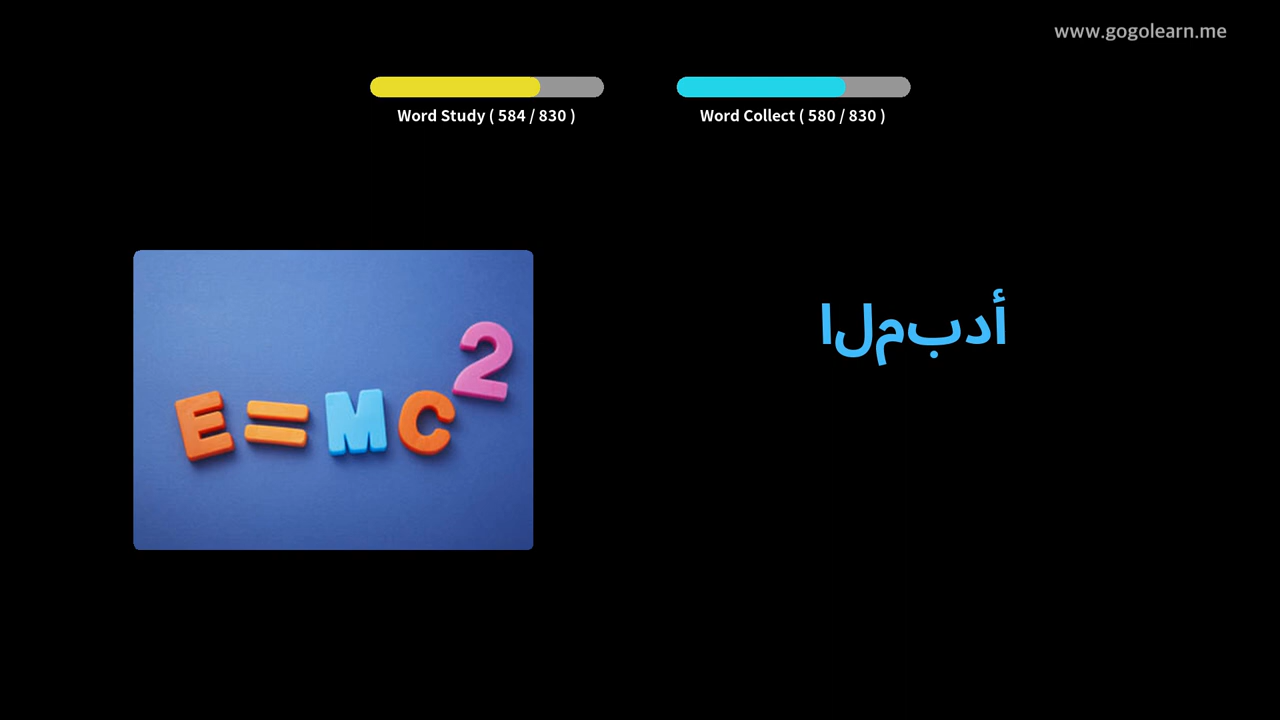 www.gogolearn.me
Word Study ( 584 / 830 )
Word Collect ( 580 / 830 )
E=MC²
المبدأ